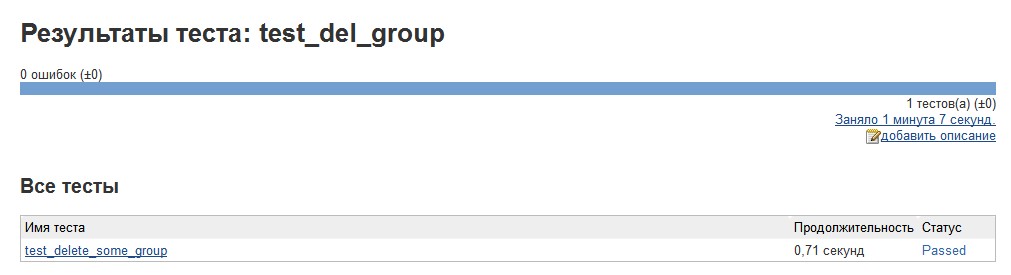 Результаты теста: test_del_group
0 ошибок (±0)
1 тестов(а) (±0)
Заняло 1 минута 7 секунд.
добавить описание
Все тесты
Имя теста Продолжительность Статус
test_delete_some_group 0,71 секунд Passed